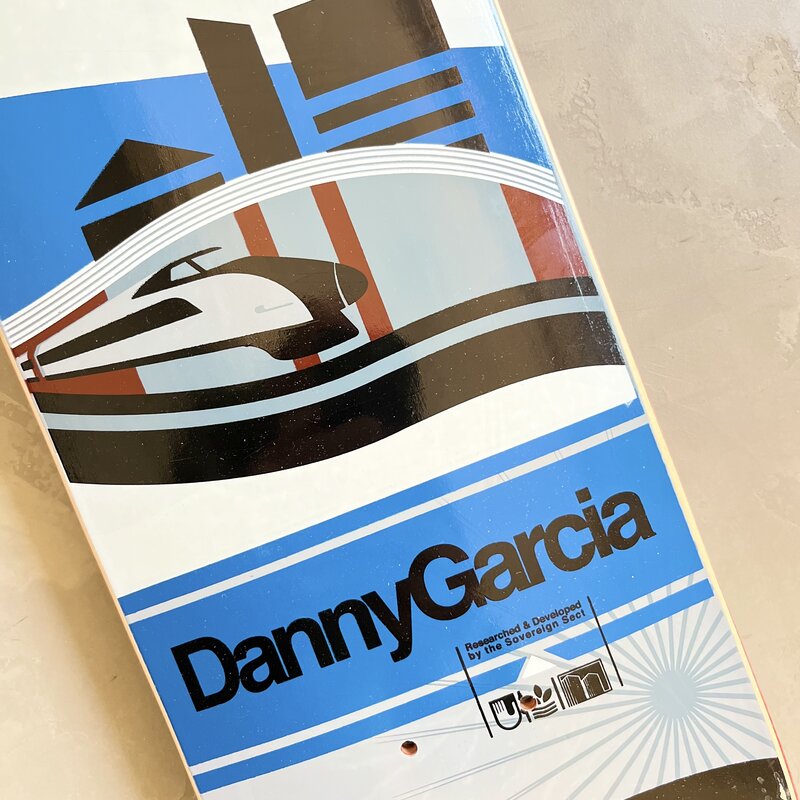 DannyGarcia
Researched & Developed
by the Sovereign Sect